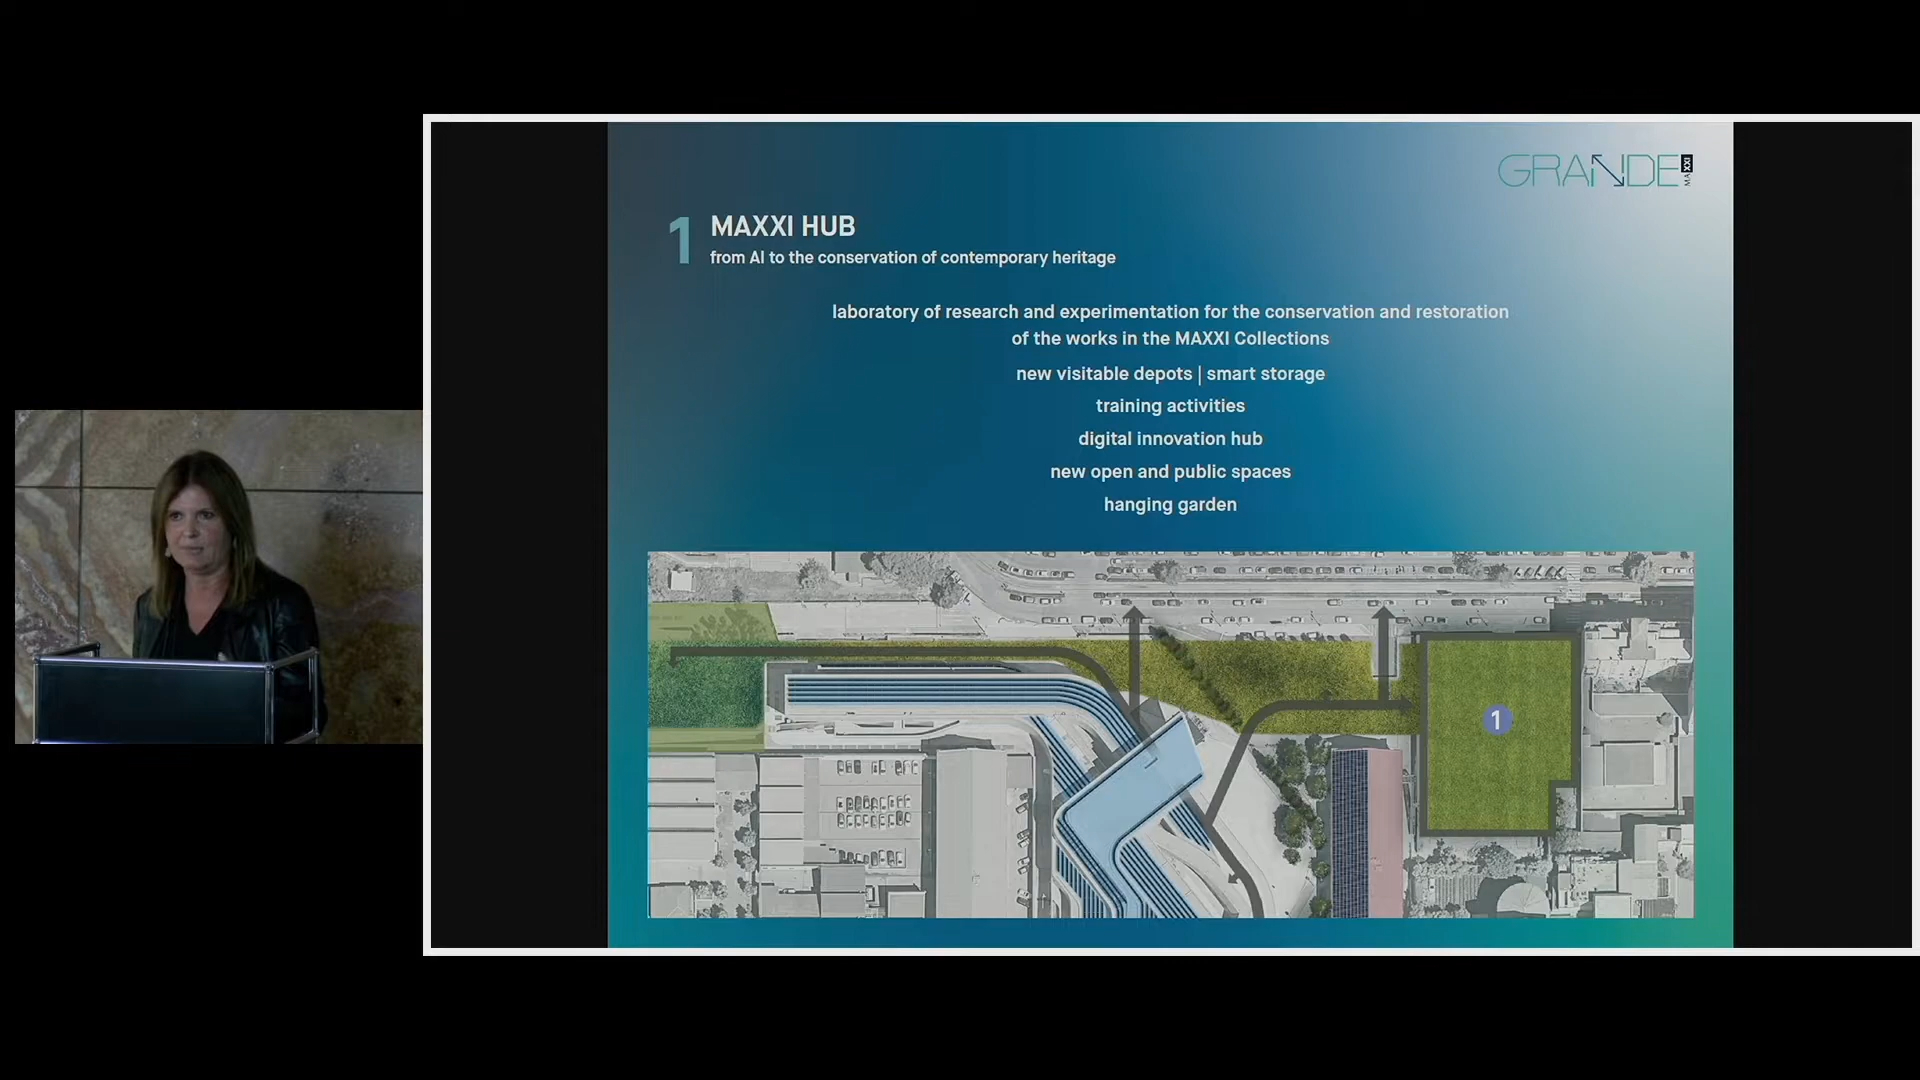 GRANDE
MAXXI
1
MAXXI HUB
from AI to the conservation of contemporary heritage
laboratory of research and experimentation for the conservation and restoration
of the works in the MAXXI Collections
new visitable depots | smart storage
training activities
digital innovation hub
new open and public spaces
hanging garden
1